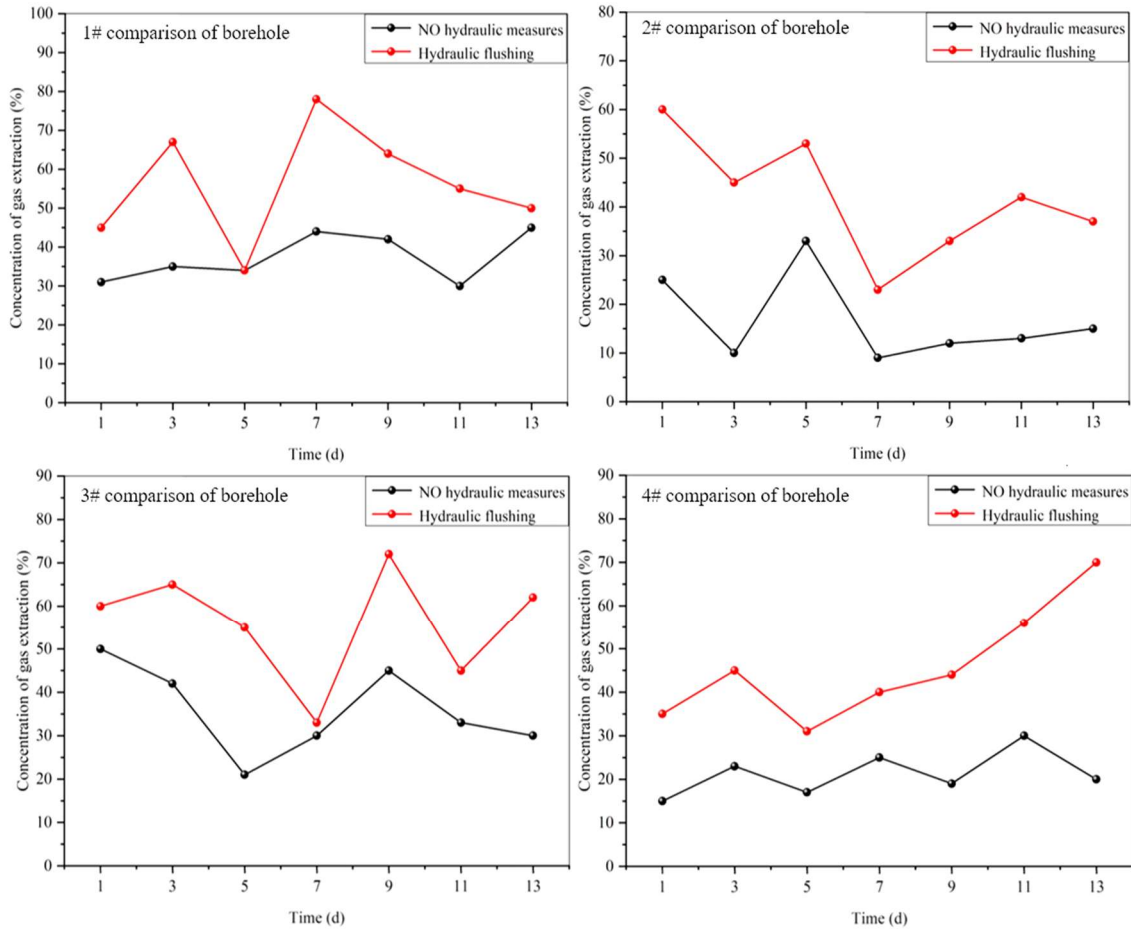 1# comparison of borehole
NO hydraulic measures
Hydraulic flushing
Concentration of gas extraction (%)
100
90
80
70
60
50
40
30
20
10
0
1 3 5 7 9 11 13
Time (d)
2# comparison of borehole
NO hydraulic measures
Hydraulic flushing
Concentration of gas extraction (%)
80
70
60
50
40
30
20
10
0
1 3 5 7 9 11 13
Time (d)
3# comparison of borehole
NO hydraulic measures
Hydraulic flushing
Concentration of gas extraction (%)
90
80
70
60
50
40
30
20
10
0
1 3 5 7 9 11 13
Time (d)
4# comparison of borehole
NO hydraulic measures
Hydraulic flushing
Concentration of gas extraction (%)
90
80
70
60
50
40
30
20
10
0
1 3 5 7 9 11 13
Time (d)